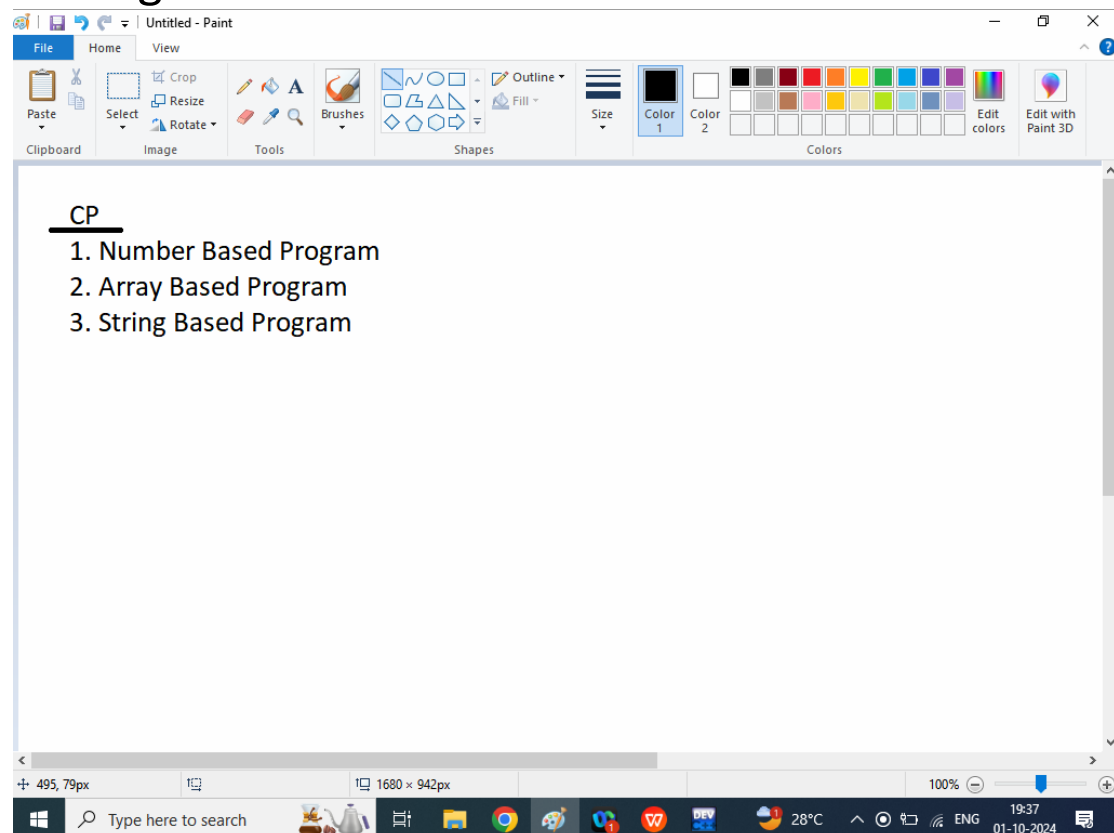 Untitled - Paint
File Home View
Paste
Select
Crop
Resize
Rotate
A
Brushes
Outline
Fill
Size
Color 1
Color 2
Edit colors
Edit with Paint 3D
Clipboard Image Tools Shapes Colors
CP
1. Number Based Program
2. Array Based Program
3. String Based Program
495, 79px 1680 × 942px 100%
Type here to search
DEV
1
28°C
ENG
19:37
01-10-2024